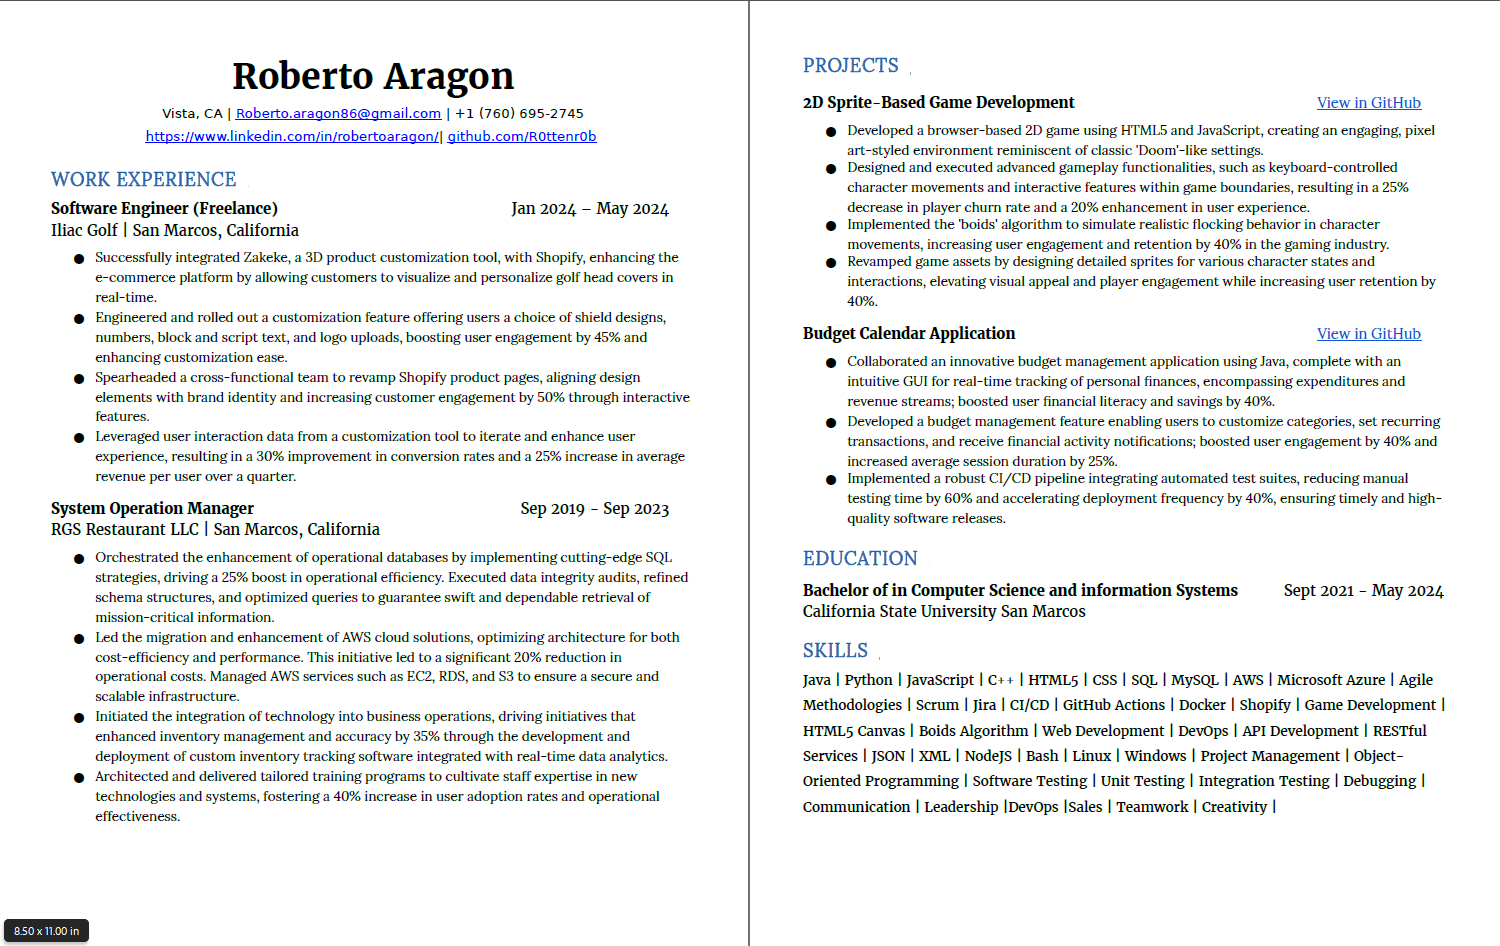 Roberto Aragon
Vista, CA | Roberto.aragon86@gmail.com | +1 (760) 695-2745
https://www.linkedin.com/in/robertoaragon/| github.com/R0ttenr0b
WORK EXPERIENCE
Software Engineer (Freelance) Jan 2024 – May 2024
Iliac Golf | San Marcos, California
● Successfully integrated Zakeke, a 3D product customization tool, with Shopify, enhancing the
e-commerce platform by allowing customers to visualize and personalize golf head covers in
real-time.
● Engineered and rolled out a customization feature offering users a choice of shield designs,
numbers, block and script text, and logo uploads, boosting user engagement by 45% and
enhancing customization ease.
● Spearheaded a cross-functional team to revamp Shopify product pages, aligning design
elements with brand identity and increasing customer engagement by 50% through interactive
features.
● Leveraged user interaction data from a customization tool to iterate and enhance user
experience, resulting in a 30% improvement in conversion rates and a 25% increase in average
revenue per user over a quarter.
System Operation Manager Sep 2019 - Sep 2023
RGS Restaurant LLC | San Marcos, California
● Orchestrated the enhancement of operational databases by implementing cutting-edge SQL
strategies, driving a 25% boost in operational efficiency. Executed data integrity audits, refined
schema structures, and optimized queries to guarantee swift and dependable retrieval of
mission-critical information.
● Led the migration and enhancement of AWS cloud solutions, optimizing architecture for both
cost-efficiency and performance. This initiative led to a significant 20% reduction in
operational costs. Managed AWS services such as EC2, RDS, and S3 to ensure a secure and
scalable infrastructure.
● Initiated the integration of technology into business operations, driving initiatives that
enhanced inventory management and accuracy by 35% through the development and
deployment of custom inventory tracking software integrated with real-time data analytics.
● Architected and delivered tailored training programs to cultivate staff expertise in new
technologies and systems, fostering a 40% increase in user adoption rates and operational
effectiveness.
8.50 x 11.00 in
PROJECTS
2D Sprite-Based Game Development View in GitHub
● Developed a browser-based 2D game using HTML5 and JavaScript, creating an engaging, pixel
art-styled environment reminiscent of classic 'Doom'-like settings.
● Designed and executed advanced gameplay functionalities, such as keyboard-controlled
character movements and interactive features within game boundaries, resulting in a 25%
decrease in player churn rate and a 20% enhancement in user experience.
● Implemented the 'boids' algorithm to simulate realistic flocking behavior in character
movements, increasing user engagement and retention by 40% in the gaming industry.
● Revamped game assets by designing detailed sprites for various character states and
interactions, elevating visual appeal and player engagement while increasing user retention by
40%.
Budget Calendar Application View in GitHub
● Collaborated an innovative budget management application using Java, complete with an
intuitive GUI for real-time tracking of personal finances, encompassing expenditures and
revenue streams; boosted user financial literacy and savings by 40%.
● Developed a budget management feature enabling users to customize categories, set recurring
transactions, and receive financial activity notifications; boosted user engagement by 40% and
increased average session duration by 25%.
● Implemented a robust CI/CD pipeline integrating automated test suites, reducing manual
testing time by 60% and accelerating deployment frequency by 40%, ensuring timely and high-
quality software releases.
EDUCATION
Bachelor of in Computer Science and information Systems Sept 2021 - May 2024
California State University San Marcos
SKILLS
Java | Python | JavaScript | C++ | HTML5 | CSS | SQL | MySQL | AWS | Microsoft Azure | Agile
Methodologies | Scrum | Jira | CI/CD | GitHub Actions | Docker | Shopify | Game Development |
HTML5 Canvas | Boids Algorithm | Web Development | DevOps | API Development | RESTful
Services | JSON | XML | NodeJS | Bash | Linux | Windows | Project Management | Object-
Oriented Programming | Software Testing | Unit Testing | Integration Testing | Debugging |
Communication | Leadership |DevOps |Sales | Teamwork | Creativity |